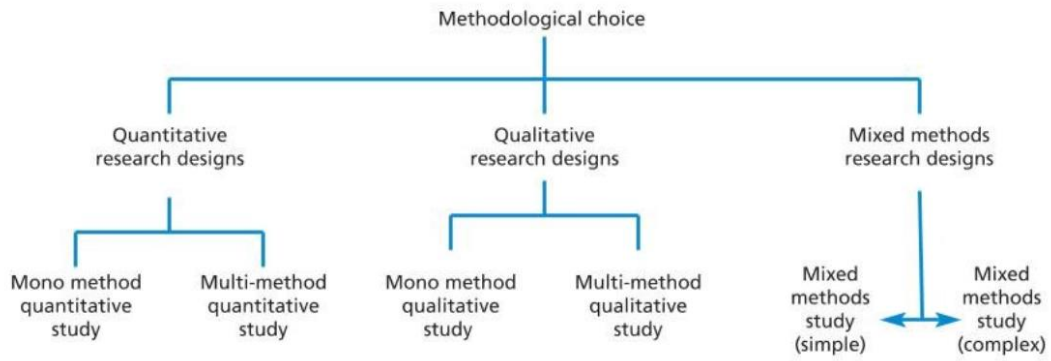 Methodological choice
Quantitative
research designs
Qualitative
research designs
Mixed methods
research designs
Mono method
quantitative
study
Multi-method
quantitative
study
Mono method
qualitative
study
Multi-method
qualitative
study
Mixed
methods
study
(simple)
Mixed
methods
study
(complex)